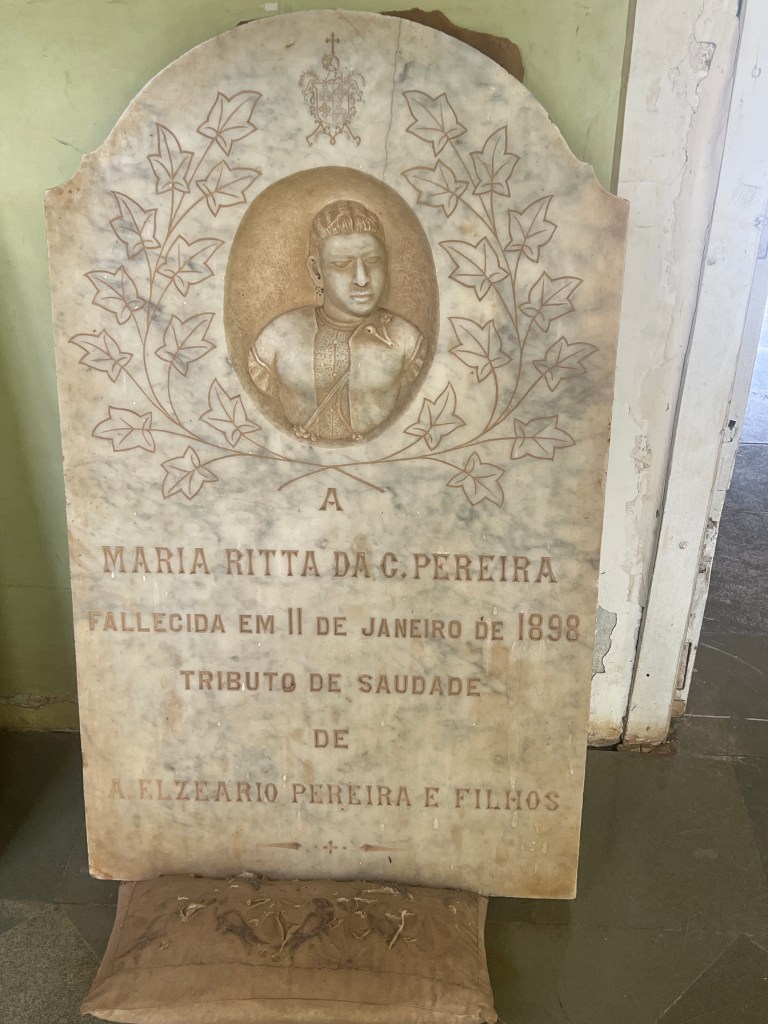 A
MARIA RITTA DA C. PEREIRA
FALLECIDA EM 11 DE JANEIRO DE 1898
TRIBUTO DE SAUDADE
DE
A. ELZEARIO PEREIRA E FILHOS